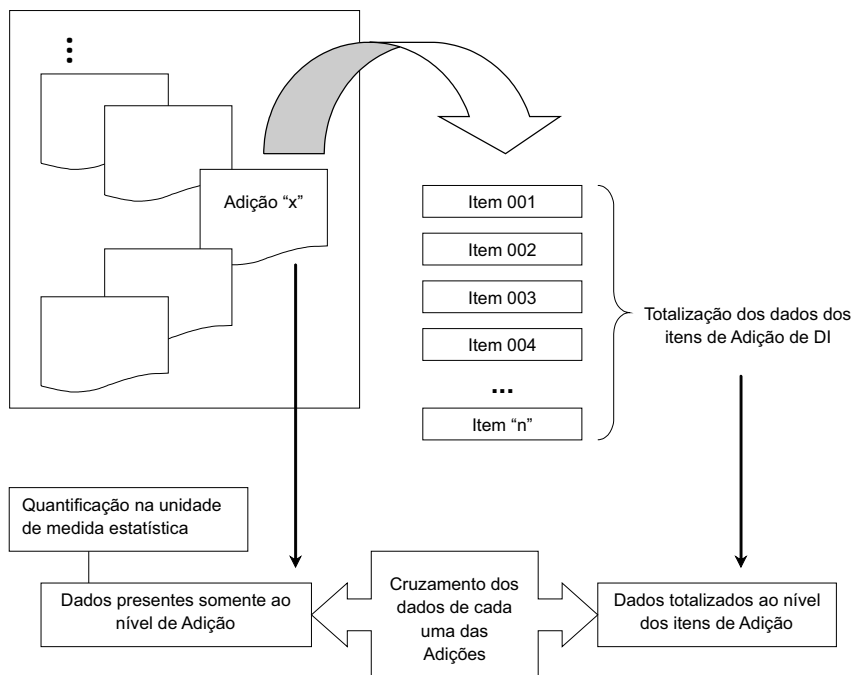 Adição “x”
Item 001
Item 002
Item 003
Item 004
...
Item “n”
Totalização dos dados dos
itens de Adição de DI
Quantificação na unidade
de medida estatística
Dados presentes somente ao
nível de Adição
Cruzamento dos
dados de cada
uma das
Adições
Dados totalizados ao nível
dos itens de Adição